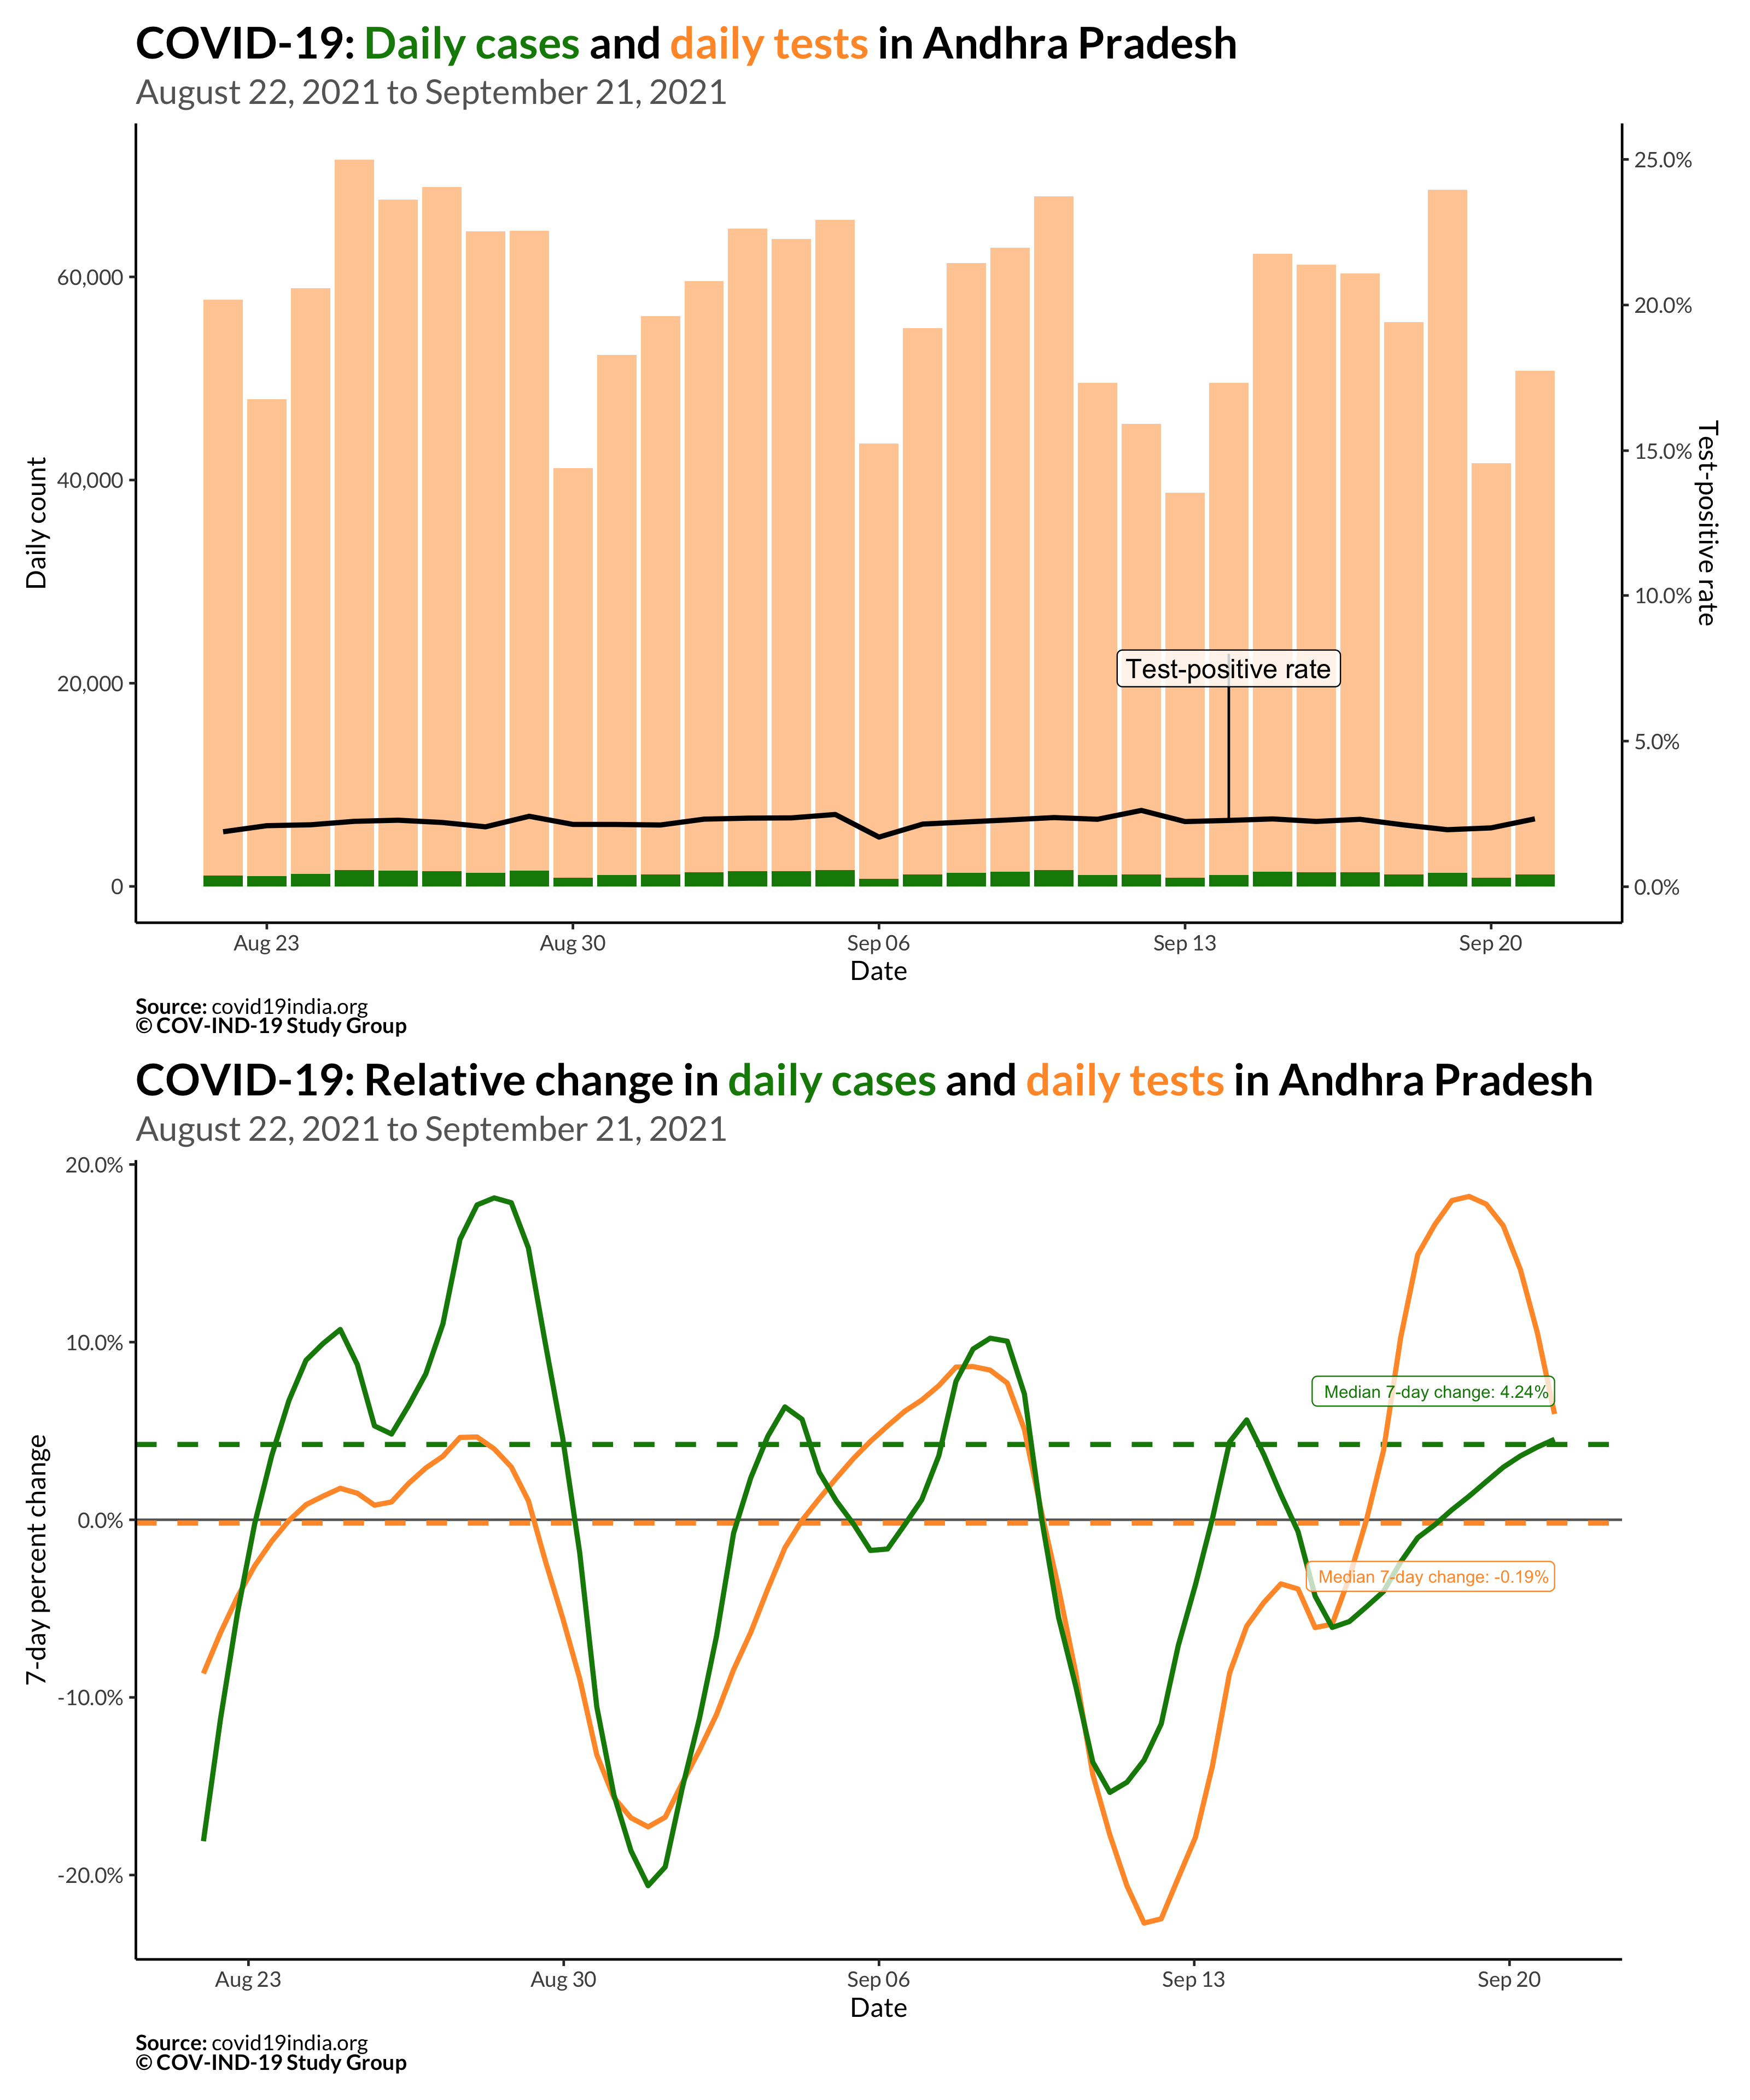 COVID-19: Daily cases and daily tests in Andhra Pradesh
August 22, 2021 to September 21, 2021
25.0%
20.0%
15.0%
10.0%
5.0%
0.0%
Test-positive rate
60,000
40,000
20,000
0
Daily count
Test-positive rate
Aug 23
Aug 30
Sep 06
Sep 13
Sep 20
Date
Source: covid19india.org
© COV-IND-19 Study Group
COVID-19: Relative change in daily cases and daily tests in Andhra Pradesh
August 22, 2021 to September 21, 2021
20.0%
10.0%
0.0%
-10.0%
-20.0%
7-day percent change
Median 7-day change: 4.24%
Median 7-day change: -0.19%
Aug 23
Aug 30
Sep 06
Sep 13
Sep 20
Date
Source: covid19india.org
© COV-IND-19 Study Group